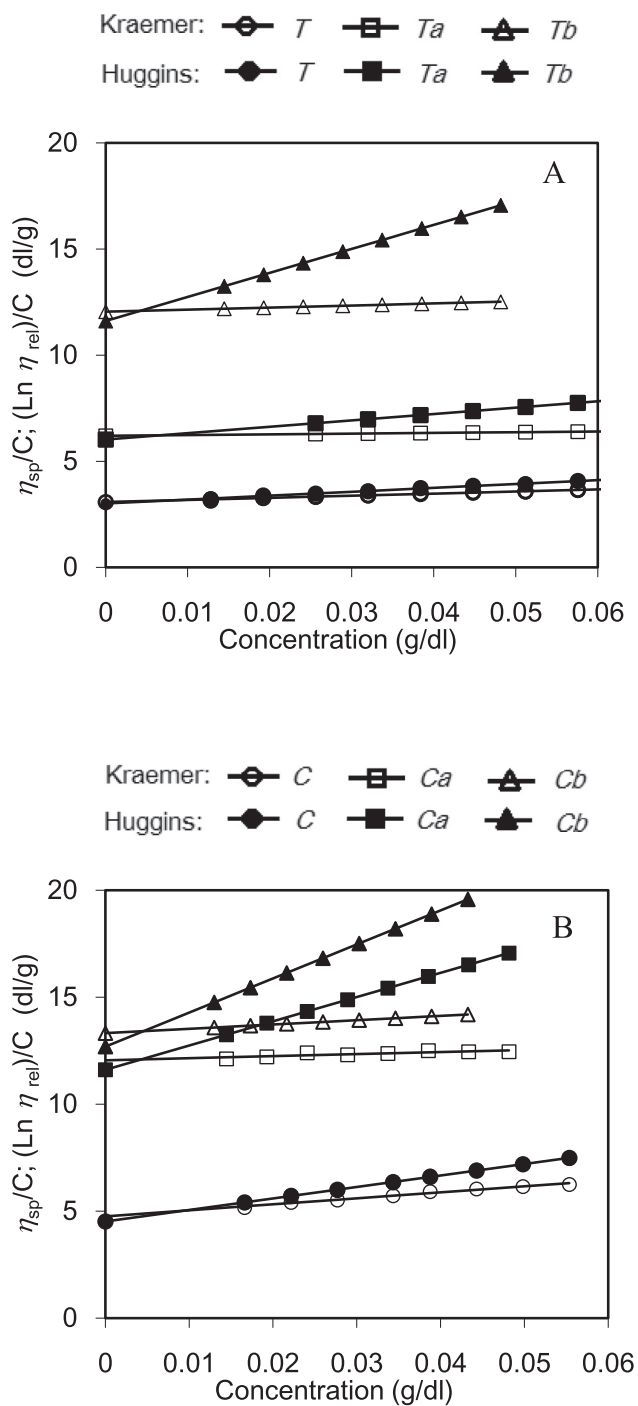 Kraemer: T Ta Tb
Huggins: T Ta Tb
A
20
15
10
5
0
ηsp/C; (Ln η rel)/C (dl/g)
0 0.01 0.02 0.03 0.04 0.05 0.06
Concentration (g/dl)
Kraemer: C Ca Cb
Huggins: C Ca Cb
B
20
15
10
5
0
ηsp/C; (Ln η rel)/C (dl/g)
0 0.01 0.02 0.03 0.04 0.05 0.06
Concentration (g/dl)